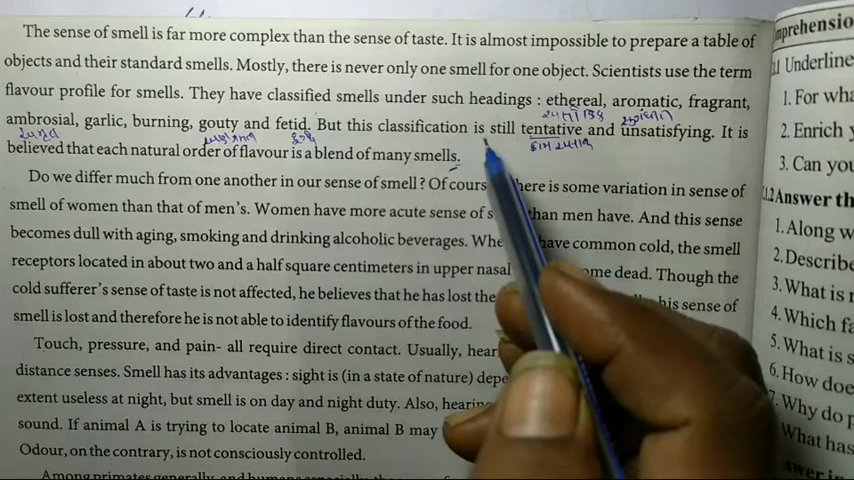 The sense of smell is far more complex than the sense of taste. It is almost impossible to prepare a table of
objects and their standard smells. Mostly, there is never only one smell for one object. Scientists use the term
flavour profile for smells. They have classified smells under such headings : ethereal, aromatic, fragrant,
ambrosial, garlic, burning, gouty and fetid. But this classification is still tentative and unsatisfying. It is
believed that each natural order of flavour is a blend of many smells.
Do we differ much from one another in our sense of smell? Of cours here is some variation in sense of
smell of women than that of men's. Women have more acute sense of s than men have. And this sense
becomes dull with aging, smoking and drinking alcoholic beverages. Whe have common cold, the smell
receptors located in about two and a half square centimeters in upper nasal ome dead. Though the
cold sufferer's sense of taste is not affected, he believes that he has lost the his sense of
smell is lost and therefore he is not able to identify flavours of the food.
Touch, pressure, and pain- all require direct contact. Usually, hear
distance senses. Smell has its advantages : sight is (in a state of nature) depe
extent useless at night, but smell is on day and night duty. Also, hearing
sound. If animal A is trying to locate animal B, animal B may
Odour, on the contrary, is not consciously controlled.
Among primates generally, and humans especially
mprehensio
1.1 Underline
1. For wha
2. Enrich y
3. Can you
1.2 Answer th
1. Along w
2. Describe
3. What is r
4. Which fa
5. What is s
6. How doe
7. Why do p
What has
swer in